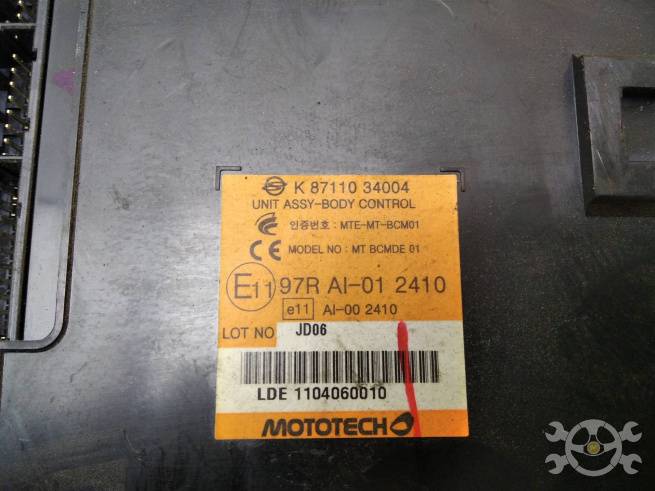 K 87110 34004
UNIT ASSY-BODY CONTROL
인증번호 : MTE-MT-BCM01
CE MODEL NO : MT BCMDE 01
E11 97R AI-01 2410
e11 AI-00 2410
LOT NO JD06
LDE 1104060010
MOTOTECH